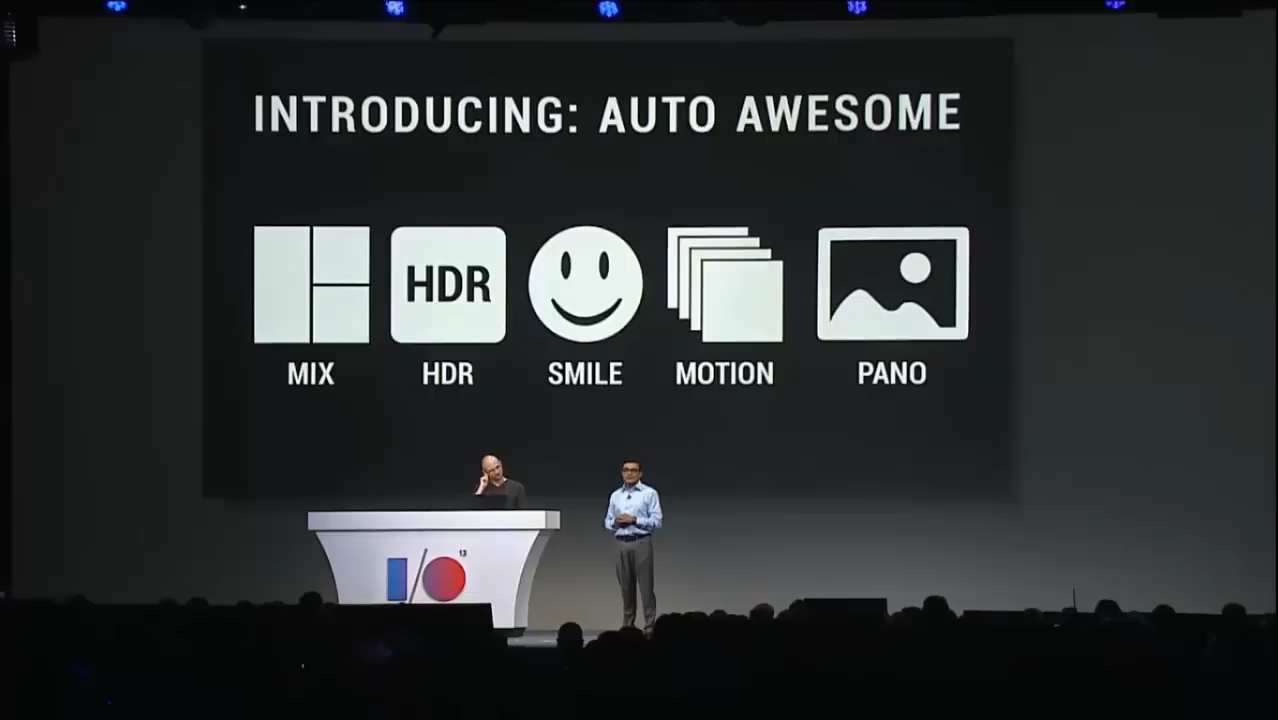 INTRODUCING: AUTO AWESOME
HDR
MIX HDR SMILE MOTION PANO
I/O 13